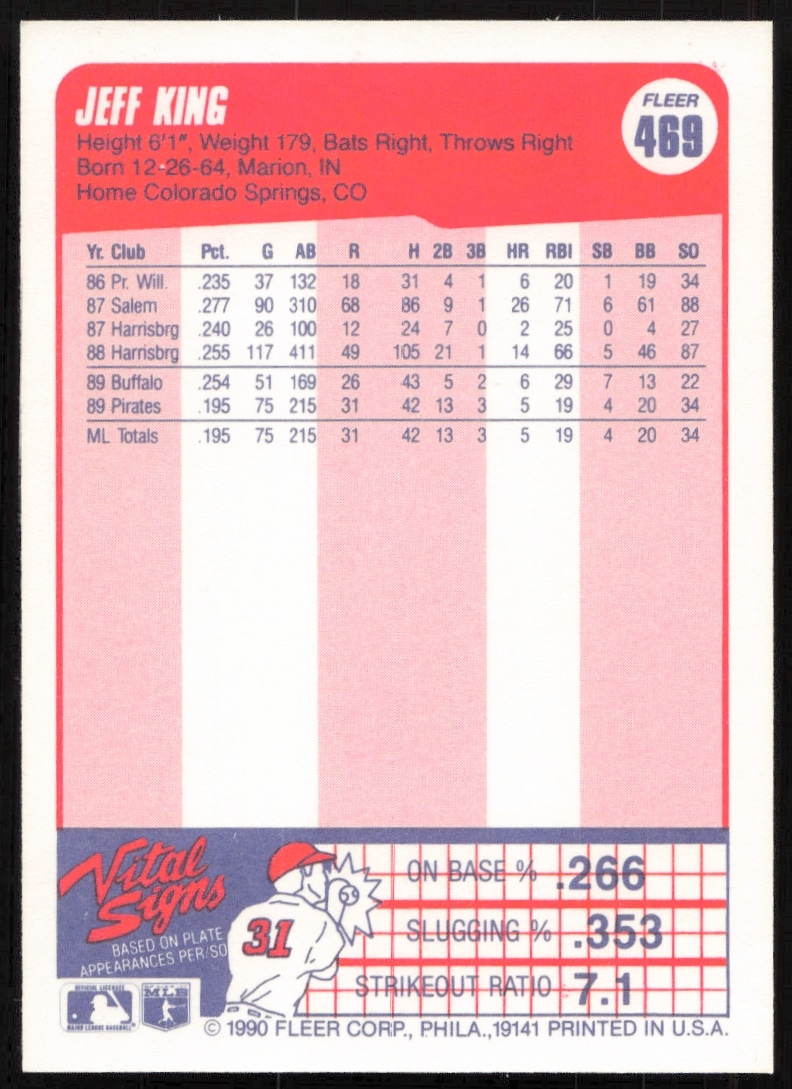 JEFF KING
FLEER
469
Height 6'1", Weight 179, Bats Right, Throws Right
Born 12-26-64, Marion, IN
Home Colorado Springs, CO
Yr. Club Pct. G AB R H 2B 3B HR RBI SB BB SO
86 Pr. Will. .235 37 132 18 31 4 1 6 20 1 19 34
87 Salem .277 90 310 68 86 9 1 26 71 6 61 88
87 Harrisbrg .240 26 100 12 24 7 0 2 25 0 4 27
88 Harrisbrg .255 117 411 49 105 21 1 14 66 5 46 87
89 Buffalo .254 51 169 26 43 5 2 6 29 7 13 22
89 Pirates .195 75 215 31 42 13 3 5 19 4 20 34
ML Totals .195 75 215 31 42 13 3 5 19 4 20 34
Vital
Signs
BASED ON PLATE
APPEARANCES PER/SO
31
ON BASE % .266
SLUGGING % .353
STRIKEOUT RATIO 7.1
OFFICIAL LICENSEE
MAJOR LEAGUE BASEBALL
MLB
© 1990 FLEER CORP., PHILA.,19141 PRINTED IN U.S.A.